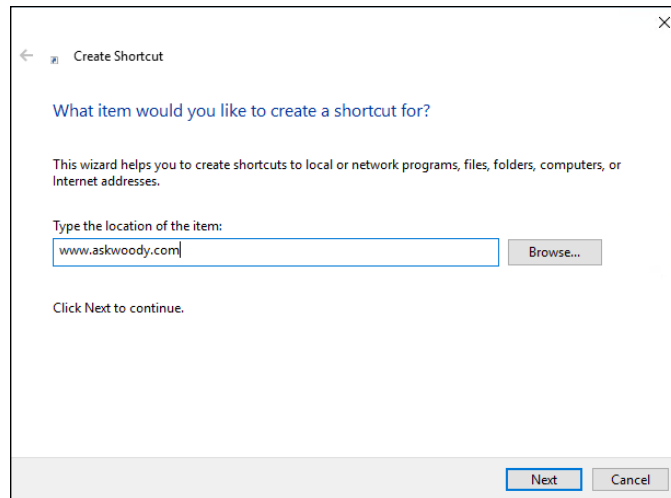 Create Shortcut
What item would you like to create a shortcut for?
This wizard helps you to create shortcuts to local or network programs, files, folders, computers, or
Internet addresses.
Type the location of the item:
www.askwoody.com
Browse...
Click Next to continue.
Next
Cancel